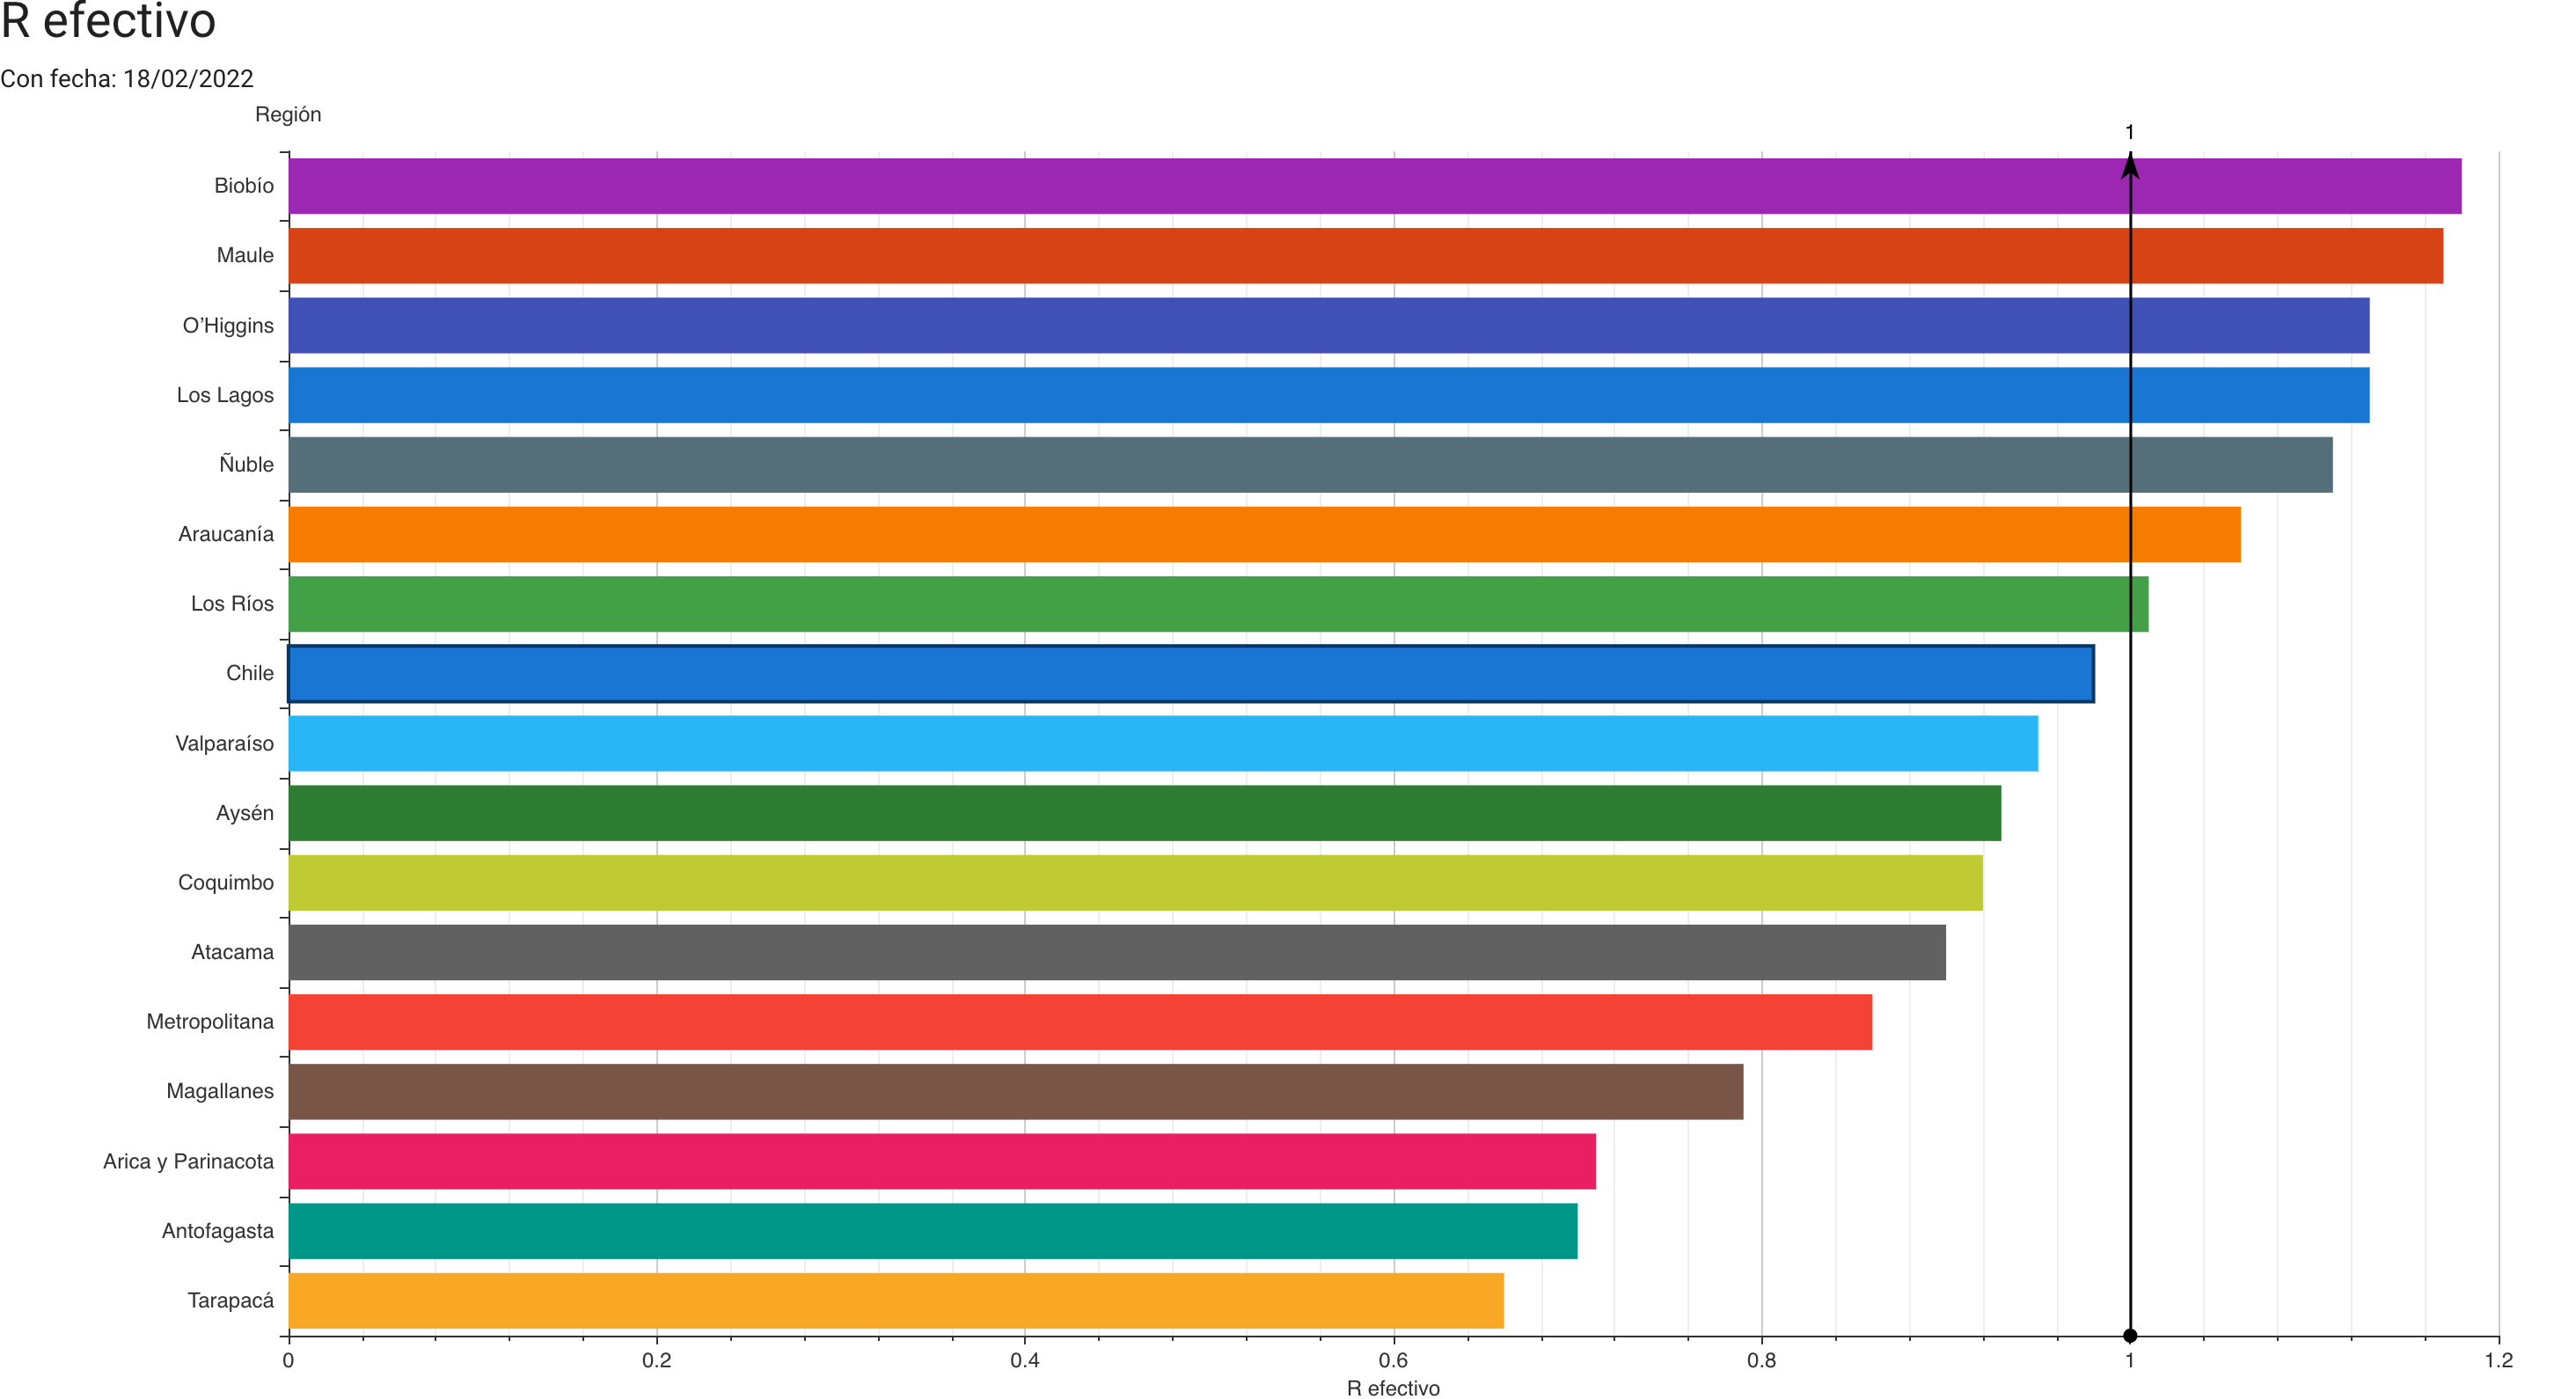 R efectivo
Con fecha: 18/02/2022
Región
1
Biobío
Maule
O’Higgins
Los Lagos
Ñuble
Araucanía
Los Ríos
Chile
Valparaíso
Aysén
Coquimbo
Atacama
Metropolitana
Magallanes
Arica y Parinacota
Antofagasta
Tarapacá
0 0.2 0.4 0.6 0.8 1 1.2
R efectivo